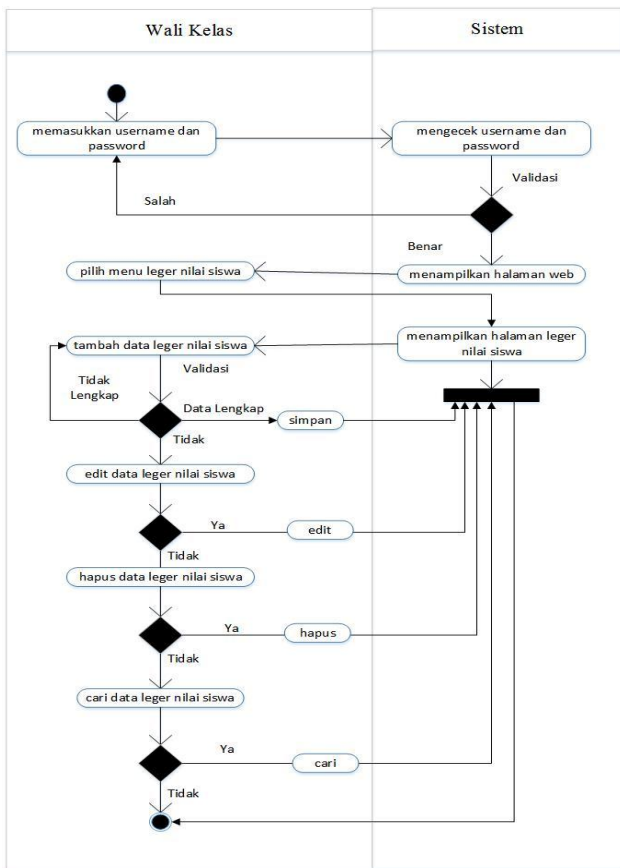 Wali Kelas
Sistem
memasukkan username dan
password
mengecek username dan
password
Validasi
Salah
Benar
pilih menu leger nilai siswa
menampilkan halaman web
menampilkan halaman leger
nilai siswa
tambah data leger nilai siswa
Validasi
Tidak
Lengkap
Data Lengkap
simpan
Tidak
edit data leger nilai siswa
Ya
edit
Tidak
hapus data leger nilai siswa
Ya
hapus
Tidak
cari data leger nilai siswa
Ya
cari
Tidak